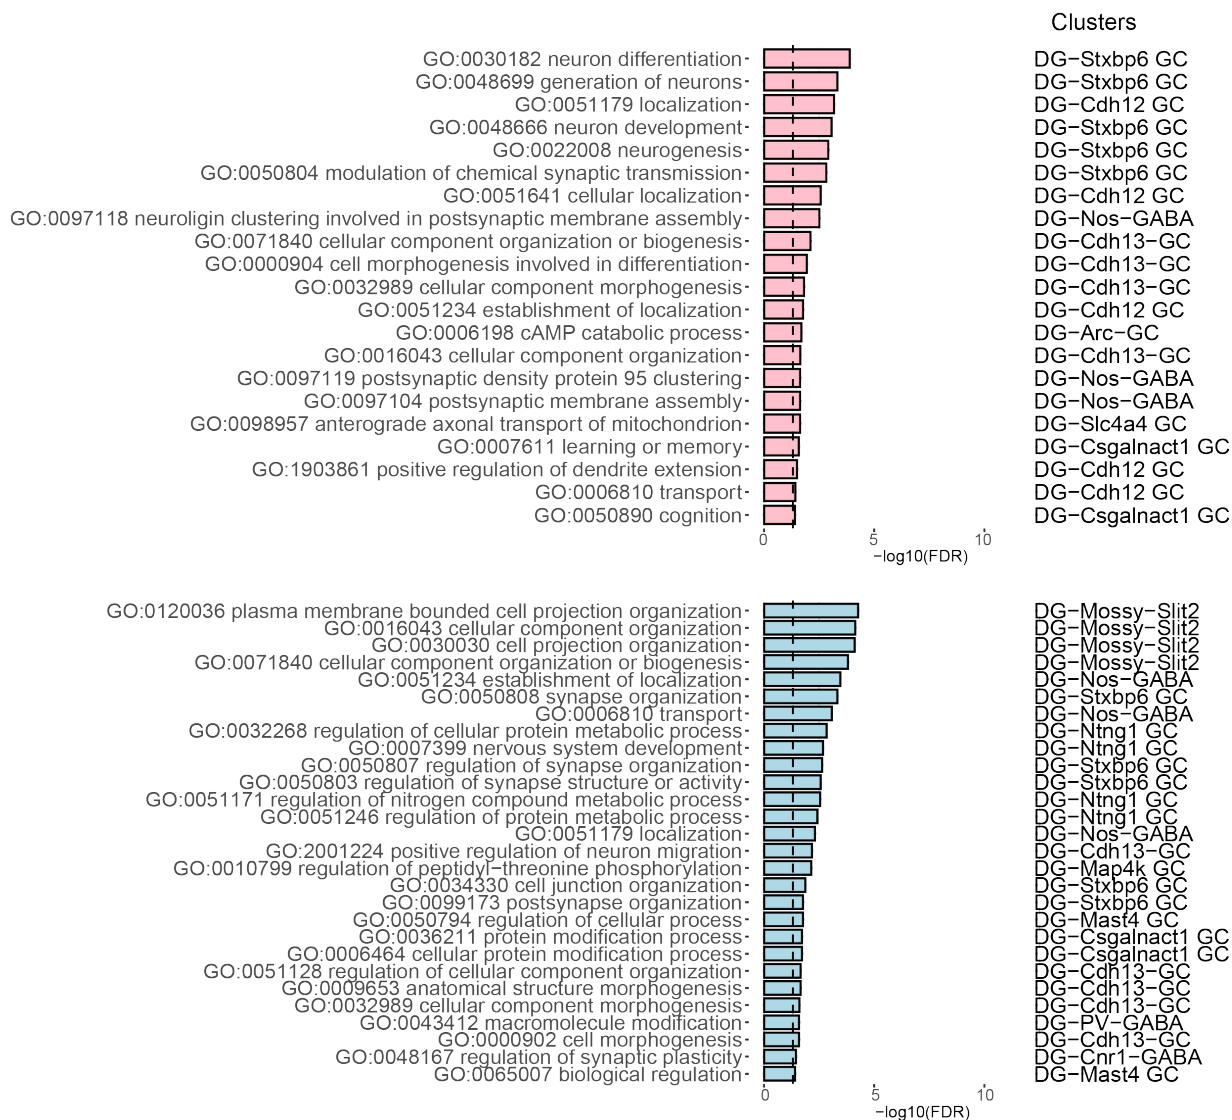 Clusters
GO:0030182 neuron differentiation DG−Stxbp6 GC
GO:0048699 generation of neurons DG−Stxbp6 GC
GO:0051179 localization DG−Cdh12 GC
GO:0048666 neuron development DG−Stxbp6 GC
GO:0022008 neurogenesis DG−Stxbp6 GC
GO:0050804 modulation of chemical synaptic transmission DG−Stxbp6 GC
GO:0051641 cellular localization DG−Cdh12 GC
GO:0097118 neuroligin clustering involved in postsynaptic membrane assembly DG−Nos−GABA
GO:0071840 cellular component organization or biogenesis DG−Cdh13−GC
GO:0000904 cell morphogenesis involved in differentiation DG−Cdh13−GC
GO:0032989 cellular component morphogenesis DG−Cdh13−GC
GO:0051234 establishment of localization DG−Cdh12 GC
GO:0006198 cAMP catabolic process DG−Arc−GC
GO:0016043 cellular component organization DG−Cdh13−GC
GO:0097119 postsynaptic density protein 95 clustering DG−Nos−GABA
GO:0097104 postsynaptic membrane assembly DG−Nos−GABA
GO:0098957 anterograde axonal transport of mitochondrion DG−Slc4a4 GC
GO:0007611 learning or memory DG−Csgalnact1 GC
GO:1903861 positive regulation of dendrite extension DG−Cdh12 GC
GO:0006810 transport DG−Cdh12 GC
GO:0050890 cognition DG−Csgalnact1 GC
0 5 10
−log10(FDR)
GO:0120036 plasma membrane bounded cell projection organization DG−Mossy−Slit2
GO:0016043 cellular component organization DG−Mossy−Slit2
GO:0030030 cell projection organization DG−Mossy−Slit2
GO:0071840 cellular component organization or biogenesis DG−Mossy−Slit2
GO:0051234 establishment of localization DG−Nos−GABA
GO:0050808 synapse organization DG−Stxbp6 GC
GO:0006810 transport DG−Nos−GABA
GO:0032268 regulation of cellular protein metabolic process DG−Ntng1 GC
GO:0007399 nervous system development DG−Ntng1 GC
GO:0050807 regulation of synapse organization DG−Stxbp6 GC
GO:0050803 regulation of synapse structure or activity DG−Stxbp6 GC
GO:0051171 regulation of nitrogen compound metabolic process DG−Ntng1 GC
GO:0051246 regulation of protein metabolic process DG−Ntng1 GC
GO:0051179 localization DG−Nos−GABA
GO:2001224 positive regulation of neuron migration DG−Cdh13−GC
GO:0010799 regulation of peptidyl−threonine phosphorylation DG−Map4k GC
GO:0034330 cell junction organization DG−Stxbp6 GC
GO:0099173 postsynapse organization DG−Stxbp6 GC
GO:0050794 regulation of cellular process DG−Mast4 GC
GO:0036211 protein modification process DG−Csgalnact1 GC
GO:0006464 cellular protein modification process DG−Csgalnact1 GC
GO:0051128 regulation of cellular component organization DG−Cdh13−GC
GO:0009653 anatomical structure morphogenesis DG−Cdh13−GC
GO:0032989 cellular component morphogenesis DG−Cdh13−GC
GO:0043412 macromolecule modification DG−PV−GABA
GO:0000902 cell morphogenesis DG−Cdh13−GC
GO:0048167 regulation of synaptic plasticity DG−Cnr1−GABA
GO:0065007 biological regulation DG−Mast4 GC
0 5 10
−log10(FDR)